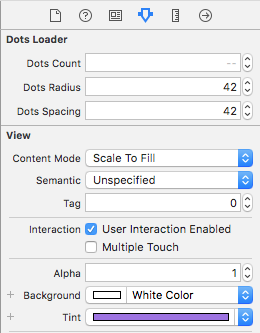 Dots Loader
Dots Count --
Dots Radius 42
Dots Spacing 42
View
Content Mode Scale To Fill
Semantic Unspecified
Tag 0
Interaction User Interaction Enabled
Multiple Touch
Alpha 1
+ Background White Color
+ Tint